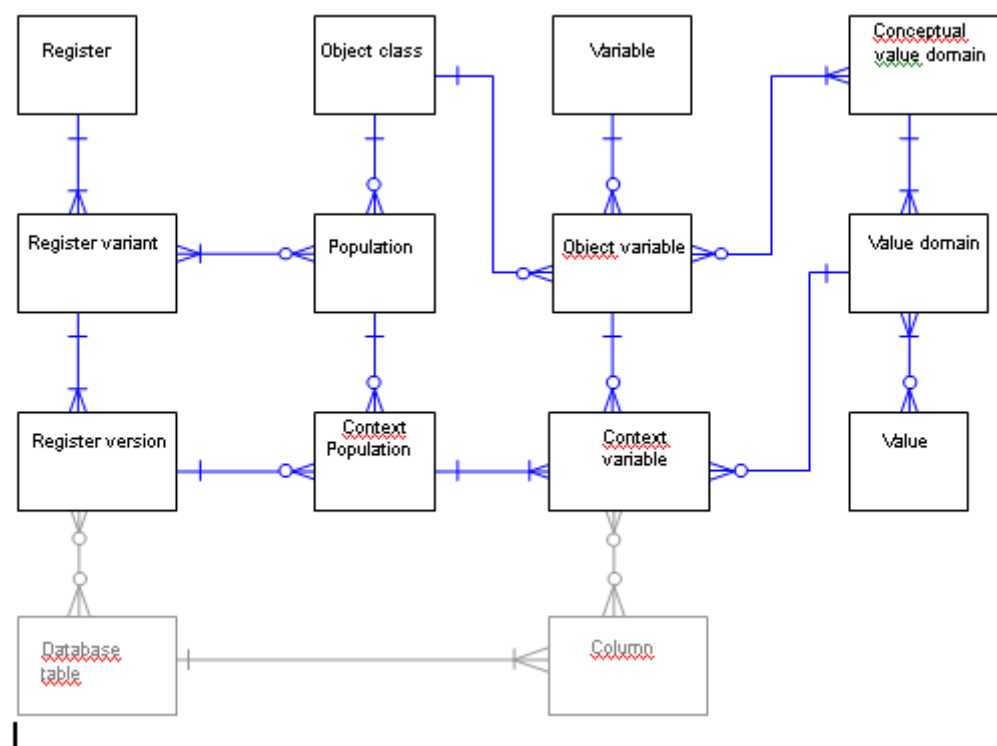 Register
Object class
Variable
Conceptual
value domain
Register variant
Population
Object variable
Value domain
Register version
Context
Population
Context
variable
Value
Database
table
Column